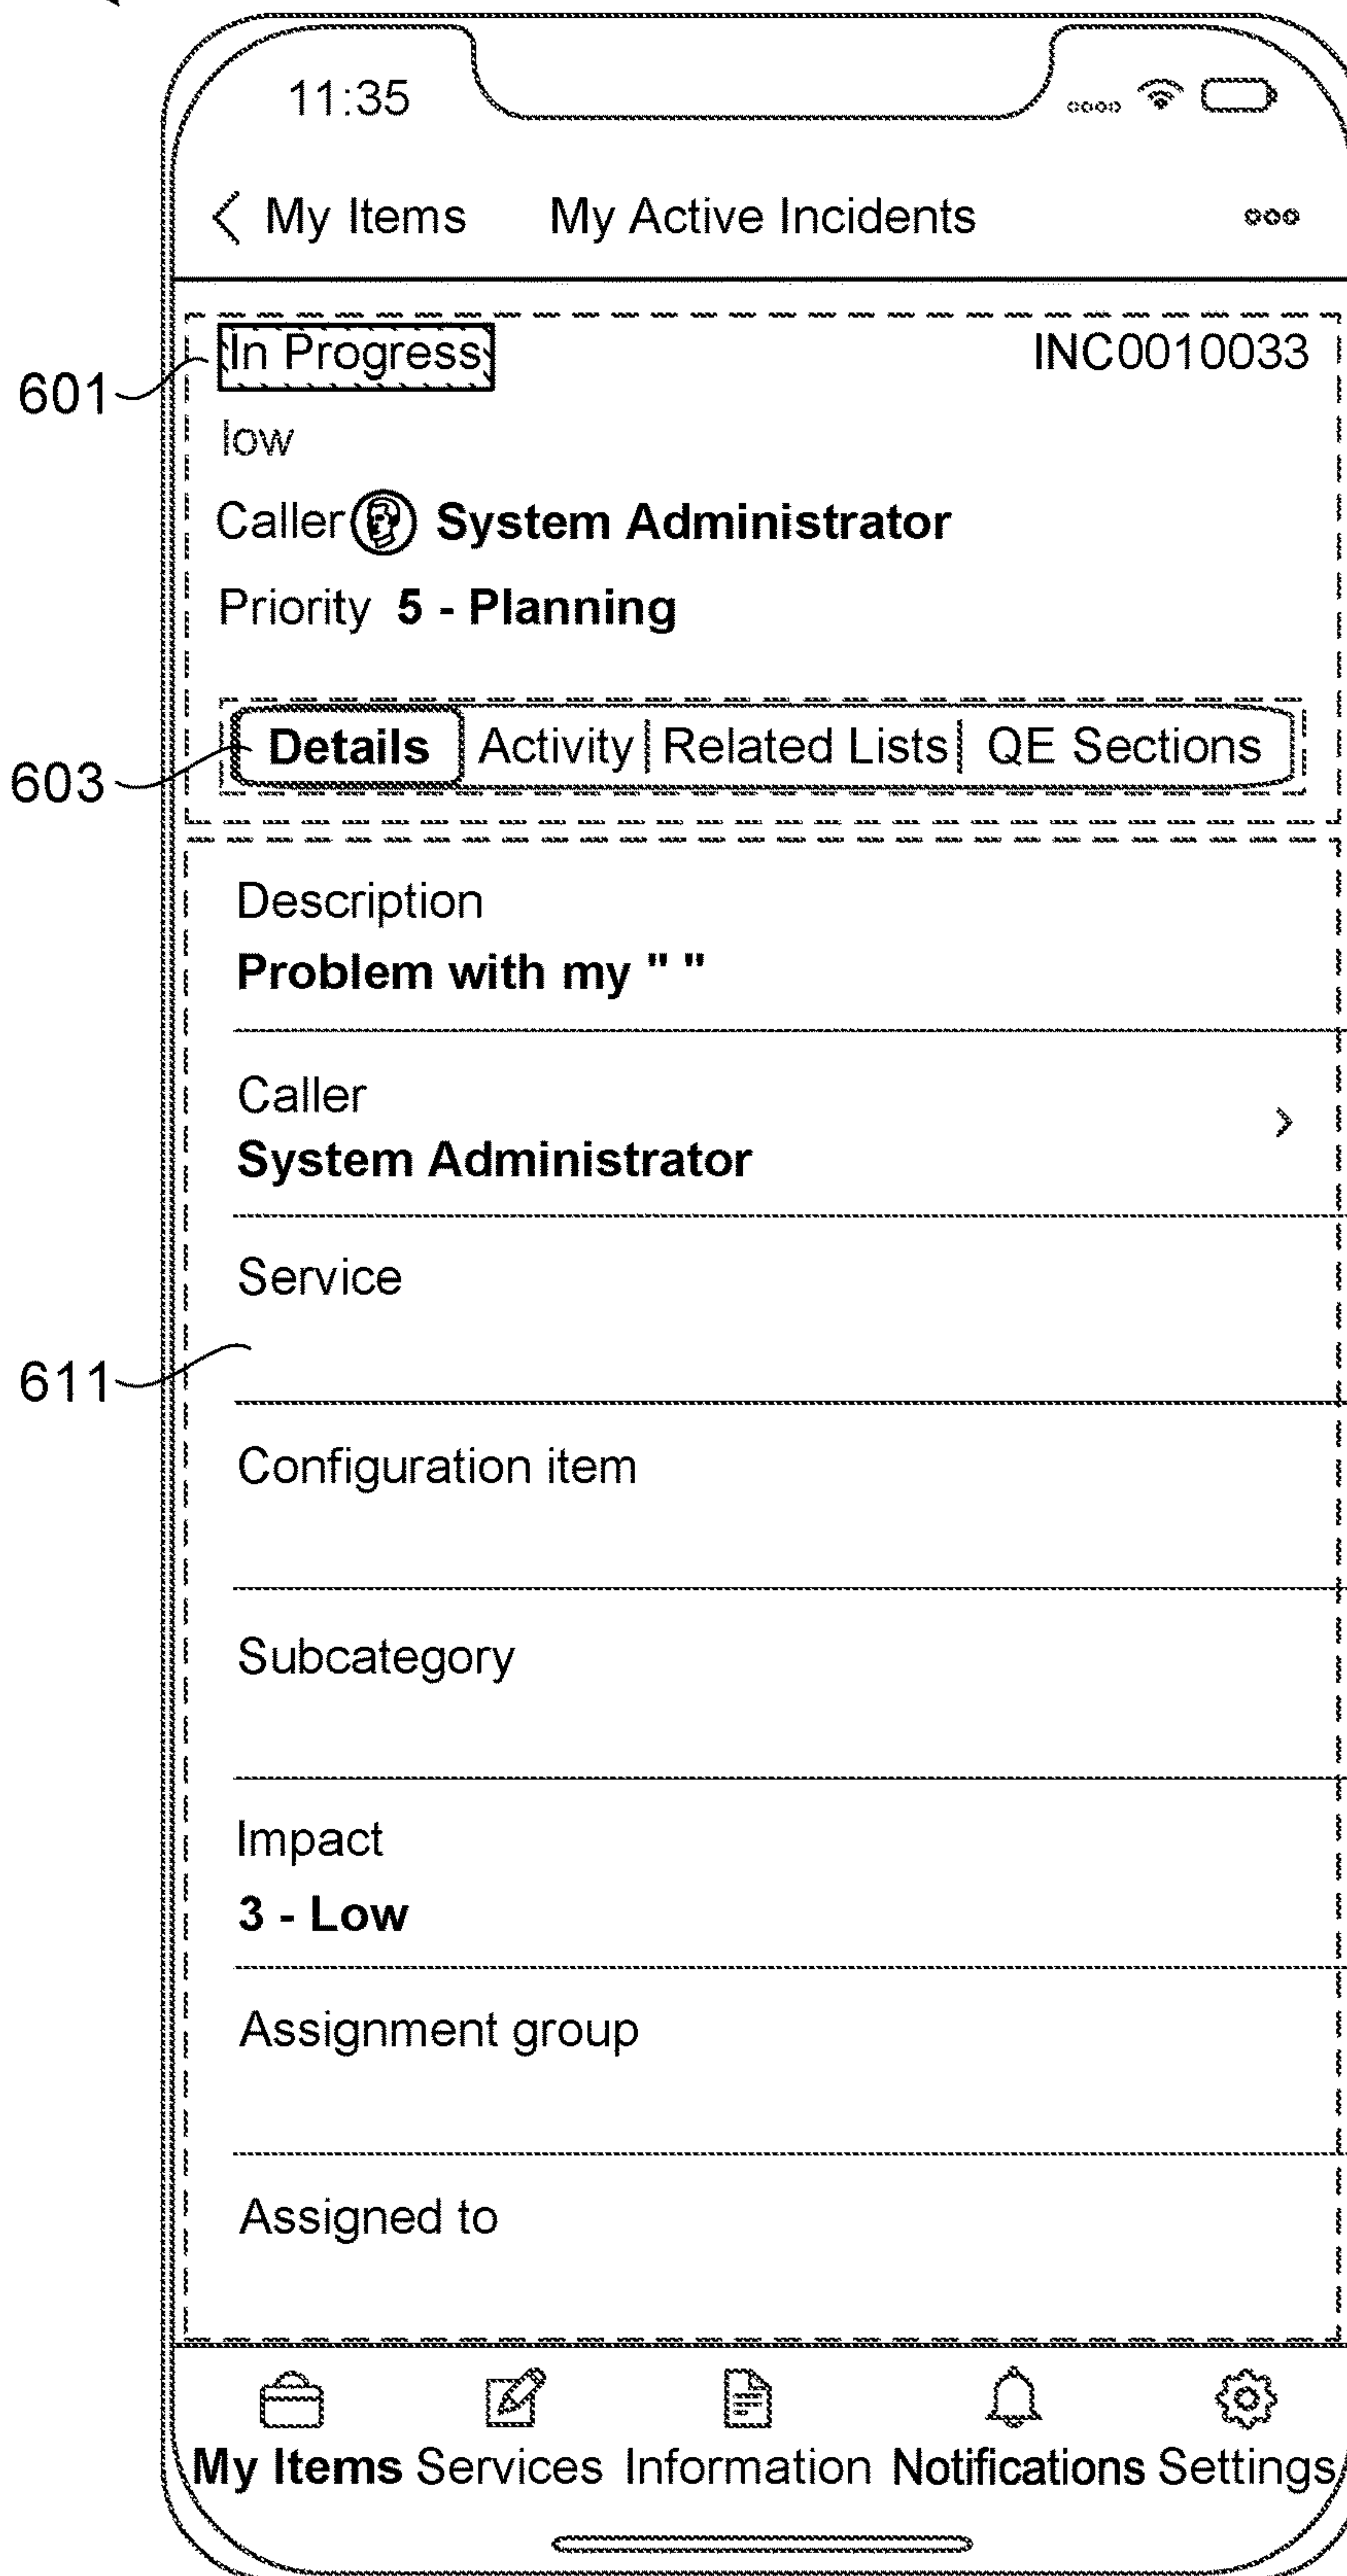 11:35
My Items My Active Incidents
In Progress INC0010033
601
low
Caller System Administrator
Priority 5 - Planning
603
Details Activity Related Lists QE Sections
Description
Problem with my " "
Caller
System Administrator
Service
611
Configuration item
Subcategory
Impact
3 - Low
Assignment group
Assigned to
My Items Services Information Notifications Settings